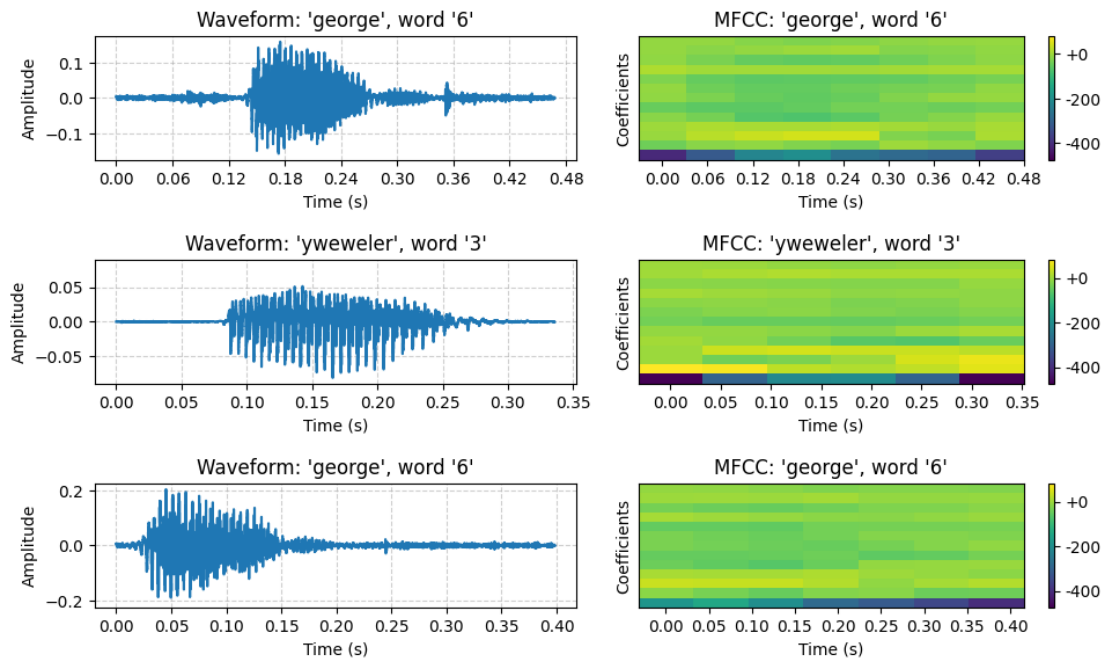 Waveform: 'george', word '6'
Amplitude
0.1
0.0
−0.1
0.00 0.06 0.12 0.18 0.24 0.30 0.36 0.42 0.48
Time (s)
MFCC: 'george', word '6'
Coefficients
0.00 0.06 0.12 0.18 0.24 0.30 0.36 0.42 0.48
Time (s)
+0
-200
-400
Waveform: 'yweweler', word '3'
Amplitude
0.05
0.00
−0.05
0.00 0.05 0.10 0.15 0.20 0.25 0.30 0.35
Time (s)
MFCC: 'yweweler', word '3'
Coefficients
0.00 0.05 0.10 0.15 0.20 0.25 0.30 0.35
Time (s)
+0
-200
-400
Waveform: 'george', word '6'
Amplitude
0.2
0.0
−0.2
0.00 0.05 0.10 0.15 0.20 0.25 0.30 0.35 0.40
Time (s)
MFCC: 'george', word '6'
Coefficients
0.00 0.05 0.10 0.15 0.20 0.25 0.30 0.35 0.40
Time (s)
+0
-200
-400